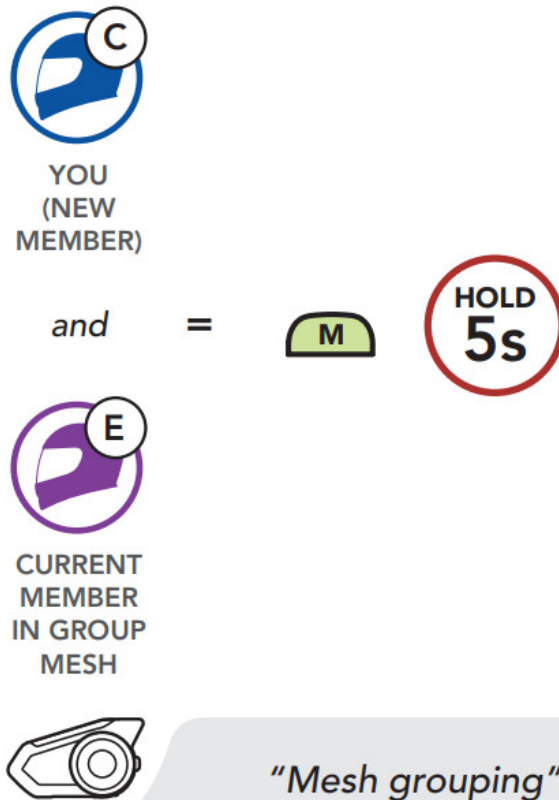 C
YOU
(NEW
MEMBER)
and = M HOLD
5s
E
CURRENT
MEMBER
IN GROUP
MESH
“Mesh grouping”